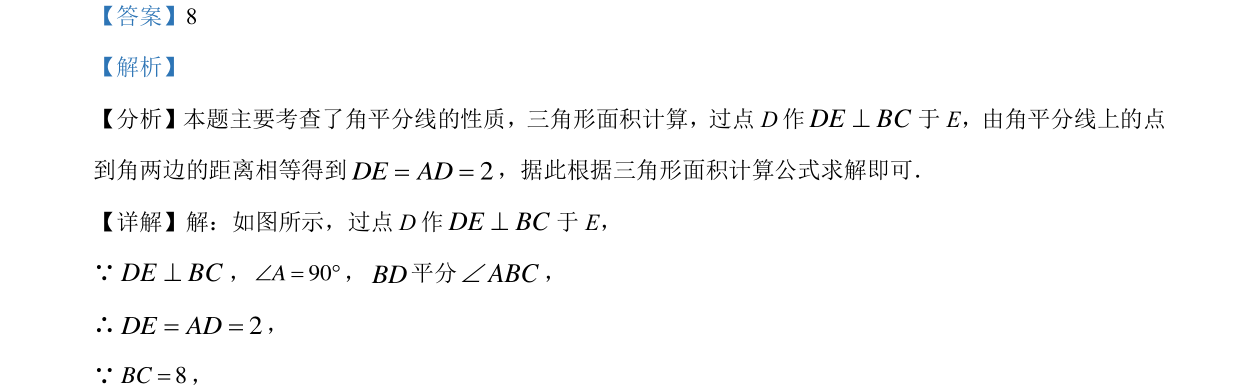 【答案】8
【解析】
【分析】本题主要考查了角平分线的性质，三角形面积计算，过点 D 作 DE ⊥ BC 于 E，由角平分线上的点
到角两边的距离相等得到 DE = AD = 2，据此根据三角形面积计算公式求解即可．
【详解】解：如图所示，过点 D 作 DE ⊥ BC 于 E，
∵ DE ⊥ BC，∠A = 90°，BD 平分 ∠ABC，
∴ DE = AD = 2，
∵ BC = 8，